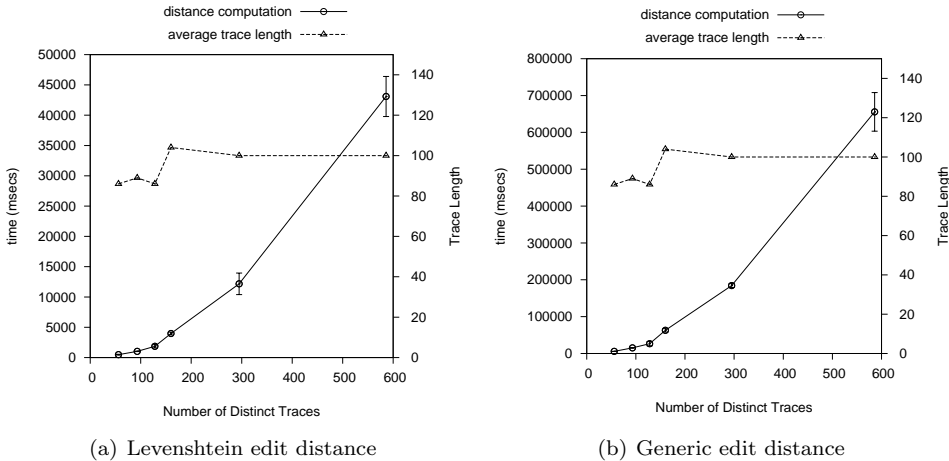 distance computation
average trace length
50000
45000
40000
35000
30000
25000
20000
15000
10000
5000
0
time (msecs)
140
120
100
80
60
40
20
0
Trace Length
0 100 200 300 400 500 600
Number of Distinct Traces
(a) Levenshtein edit distance
distance computation
average trace length
800000
700000
600000
500000
400000
300000
200000
100000
0
time (msecs)
140
120
100
80
60
40
20
0
Trace Length
0 100 200 300 400 500 600
Number of Distinct Traces
(b) Generic edit distance